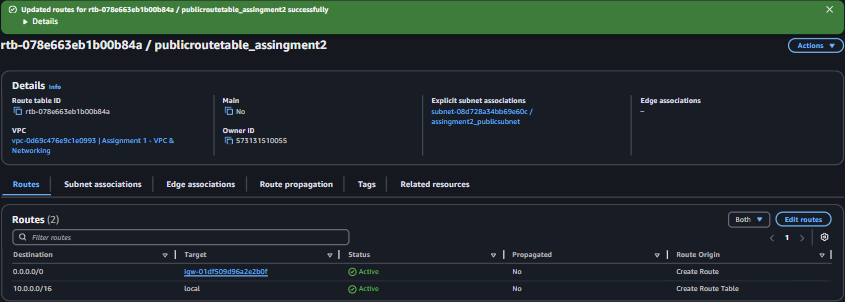 Updated routes for rtb-078e663eb1b00b84a / publicroutetable_assingment2 successfully
Details
rtb-078e663eb1b00b84a / publicroutetable_assingment2
Actions
Details Info
Route table ID
rtb-078e663eb1b00b84a
Main
No
Explicit subnet associations
subnet-08d728a34bb69e60c /
assingment2_publicsubnet
Edge associations
–
VPC
vpc-0d69c476e9c1e0993 | Assignment 1 - VPC &
Networking
Owner ID
573131510055
Routes
Subnet associations
Edge associations
Route propagation
Tags
Related resources
Routes (2)
Both
Edit routes
Filter routes
1
Destination
Target
Status
Propagated
Route Origin
0.0.0.0/0
igw-01df509d96a2e2b0f
Active
No
Create Route
10.0.0.0/16
local
Active
No
Create Route Table